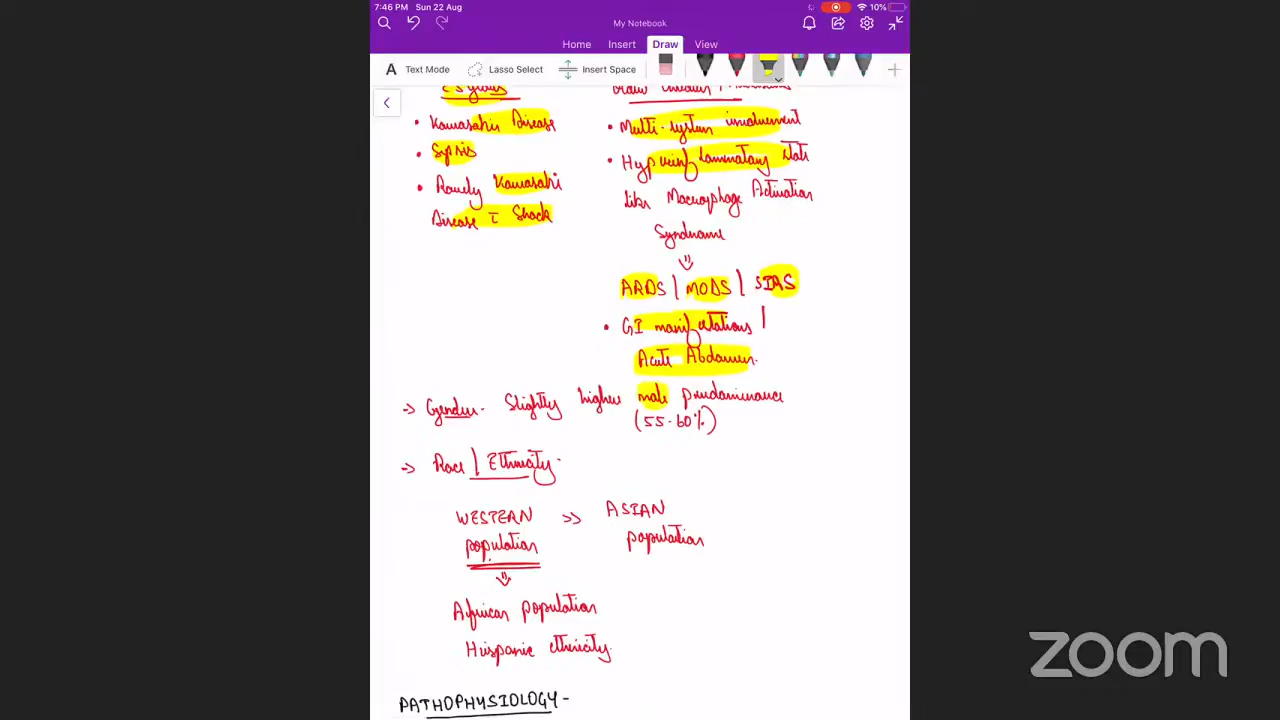 7:46 PM Sun 22 Aug
10%
My Notebook
Home Insert Draw View
A Text Mode Lasso Select Insert Space
• Kawasaki Disease
• Sepsis
• Rarely Kawasaki
Disease c Shock
• Multi-system involvement
• Hyperinflammatory state
like Macrophage Activation
Syndrome
⇓
ARDS | MODS | SIRS
• GI manifestations |
Acute Abdomen.
⇒ Gender - Slightly higher male predominance
(55-60%)
⇒ Race | Ethnicity -
WESTERN >> ASIAN
population population
⇓
African population
Hispanic ethnicity.
PATHOPHYSIOLOGY -
zoom